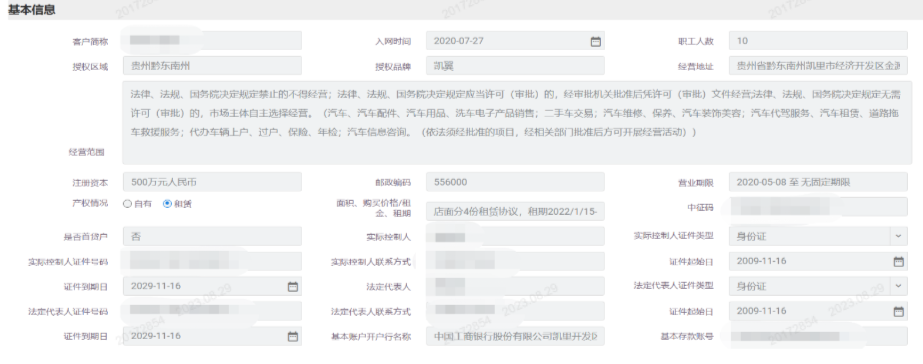 基本信息
客户简称 入网时间 2020-07-27 职工人数 10
授权区域 贵州黔东南州 授权品牌 凯翼 经营地址 贵州省黔东南州凯里市经济开发区金
法律、法规、国务院决定规定禁止的不得经营；法律、法规、国务院决定规定应当许可（审批）的，经审批机关批准后凭许可（审批）文件经营;法律、法规、国务院决定规定无需
许可（审批）的，市场主体自主选择经营。（汽车、汽车配件、汽车用品、洗车电子产品销售；二手车交易；汽车维修、保养、汽车装饰美容；汽车代驾服务、汽车租赁、道路拖
车救援服务；代办车辆上户、过户、保险、年检；汽车信息咨询。（依法须经批准的项目，经相关部门批准后方可开展经营活动））
经营范围
注册资本 500万元人民币 邮政编码 556000 营业期限 2020-05-08 至 无固定期限
产权情况 自有 租赁 面积、购买价格/租
金、租期 店面分4份租赁协议，租期2022/1/15- 中征码
是否首贷户 否 实际控制人 实际控制人证件类型 身份证
实际控制人证件号码 实际控制人联系方式 证件起始日 2009-11-16
证件到期日 2029-11-16 法定代表人 法定代表人证件类型 身份证
法定代表人证件号码 法定代表人联系方式 证件起始日 2009-11-16
证件到期日 2029-11-16 基本账户开户行名称 中国工商银行股份有限公司凯里开发 基本存款账号
20172854 2023.08.29